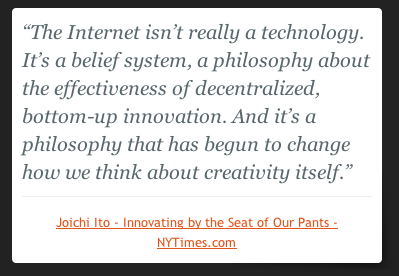 “The Internet isn’t really a technology.
It’s a belief system, a philosophy about
the effectiveness of decentralized,
bottom-up innovation. And it’s a
philosophy that has begun to change
how we think about creativity itself.”
Joichi Ito - Innovating by the Seat of Our Pants -
NYTimes.com